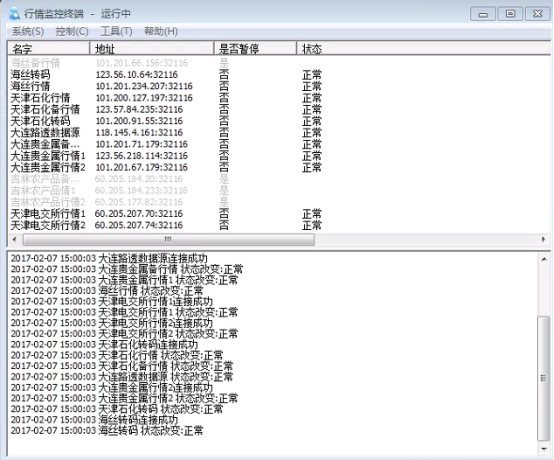 行情监控终端 - 运行中
系统(S) 控制(C) 工具(T) 帮助(H)
名字 地址 是否暂停 状态
海丝备行情 101.201.66.156:32116 是
海丝转码 123.56.10.64:32116 否 正常
海丝行情 101.201.234.207:32116 否 正常
天津石化行情 101.200.127.197:32116 否 正常
天津石化备行情 123.57.84.235:32116 否 正常
天津石化转码 101.200.91.55:32116 否 正常
大连路透数据源 118.145.4.161:32116 否 正常
大连贵金属备... 101.201.71.179:32116 否 正常
大连贵金属行情1 123.56.218.114:32116 否 正常
大连贵金属行情2 101.201.67.179:32116 否 正常
吉林农产品备... 60.205.184.20:32116 是
吉林农产品情1 60.205.184.233:32116 是
吉林农产品行情2 60.205.177.82:32116 是
天津电交所行情1 60.205.207.70:32116 否 正常
天津电交所行情2 60.205.207.74:32116 否 正常
2017-02-07 15:00:03 大连路透数据源连接成功
2017-02-07 15:00:03 大连贵金属备行情 状态改变:正常
2017-02-07 15:00:03 大连贵金属行情1 状态改变:正常
2017-02-07 15:00:03 海丝行情 状态改变:正常
2017-02-07 15:00:03 天津电交所行情1连接成功
2017-02-07 15:00:03 天津电交所行情1 状态改变:正常
2017-02-07 15:00:03 天津电交所行情2连接成功
2017-02-07 15:00:03 天津电交所行情2 状态改变:正常
2017-02-07 15:00:03 天津石化转码连接成功
2017-02-07 15:00:03 天津石化行情 状态改变:正常
2017-02-07 15:00:03 天津石化备行情 状态改变:正常
2017-02-07 15:00:03 大连路透数据源 状态改变:正常
2017-02-07 15:00:03 大连贵金属行情2连接成功
2017-02-07 15:00:03 大连贵金属行情2 状态改变:正常
2017-02-07 15:00:03 天津石化转码 状态改变:正常
2017-02-07 15:00:03 海丝转码连接成功
2017-02-07 15:00:03 海丝转码 状态改变:正常